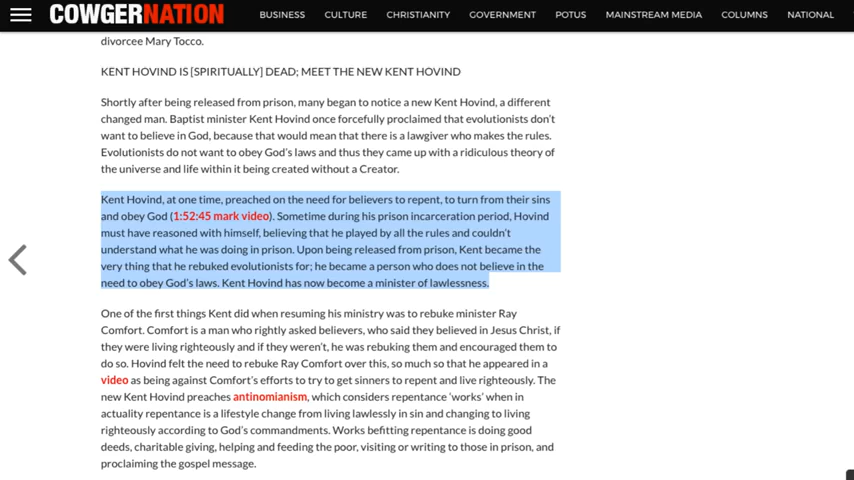 COWGERNATION
BUSINESS CULTURE CHRISTIANITY GOVERNMENT POTUS MAINSTREAM MEDIA COLUMNS NATIONAL
divorcee Mary Tocco.
KENT HOVIND IS [SPIRITUALLY] DEAD; MEET THE NEW KENT HOVIND
Shortly after being released from prison, many began to notice a new Kent Hovind, a different
changed man. Baptist minister Kent Hovind once forcefully proclaimed that evolutionists don't
want to believe in God, because that would mean that there is a lawgiver who makes the rules.
Evolutionists do not want to obey God's laws and thus they came up with a ridiculous theory of
the universe and life within it being created without a Creator.
Kent Hovind, at one time, preached on the need for believers to repent, to turn from their sins
and obey God (1:52:45 mark video). Sometime during his prison incarceration period, Hovind
must have reasoned with himself, believing that he played by all the rules and couldn't
understand what he was doing in prison. Upon being released from prison, Kent became the
very thing that he rebuked evolutionists for; he became a person who does not believe in the
need to obey God's laws. Kent Hovind has now become a minister of lawlessness.
One of the first things Kent did when resuming his ministry was to rebuke minister Ray
Comfort. Comfort is a man who rightly asked believers, who said they believed in Jesus Christ, if
they were living righteously and if they weren't, he was rebuking them and encouraged them to
do so. Hovind felt the need to rebuke Ray Comfort over this, so much so that he appeared in a
video as being against Comfort's efforts to try to get sinners to repent and live righteously. The
new Kent Hovind preaches antinomianism, which considers repentance 'works' when in
actuality repentance is a lifestyle change from living lawlessly in sin and changing to living
righteously according to God's commandments. Works befitting repentance is doing good
deeds, charitable giving, helping and feeding the poor, visiting or writing to those in prison, and
proclaiming the gospel message.